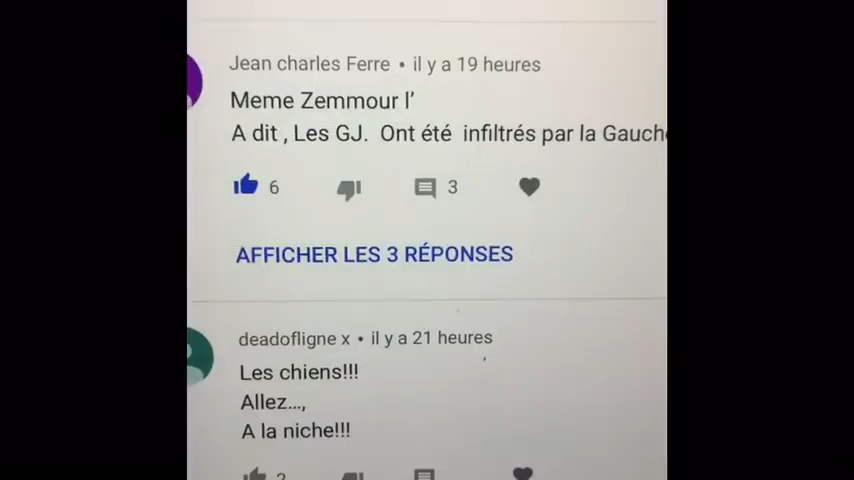 Jean charles Ferre • il y a 19 heures
Meme Zemmour l'
A dit , Les GJ. Ont été infiltrés par la Gauch
6
3
AFFICHER LES 3 RÉPONSES
deadofligne x • il y a 21 heures
Les chiens!!!
Allez...,
A la niche!!!